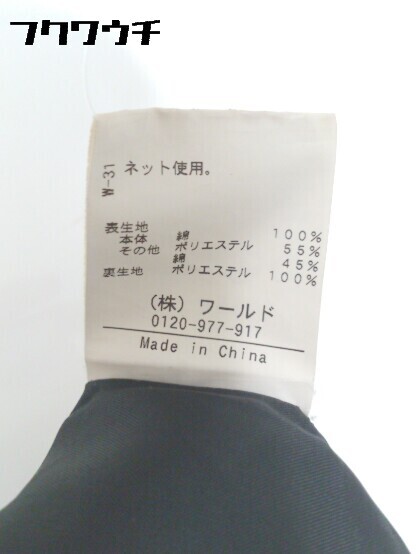 フクワウチ
W-31
ネット使用。
表生地
本体 綿 100%
その他 ポリエステル 55%
綿 45%
裏生地 ポリエステル 100%
(株) ワールド
0120-977-917
Made in China